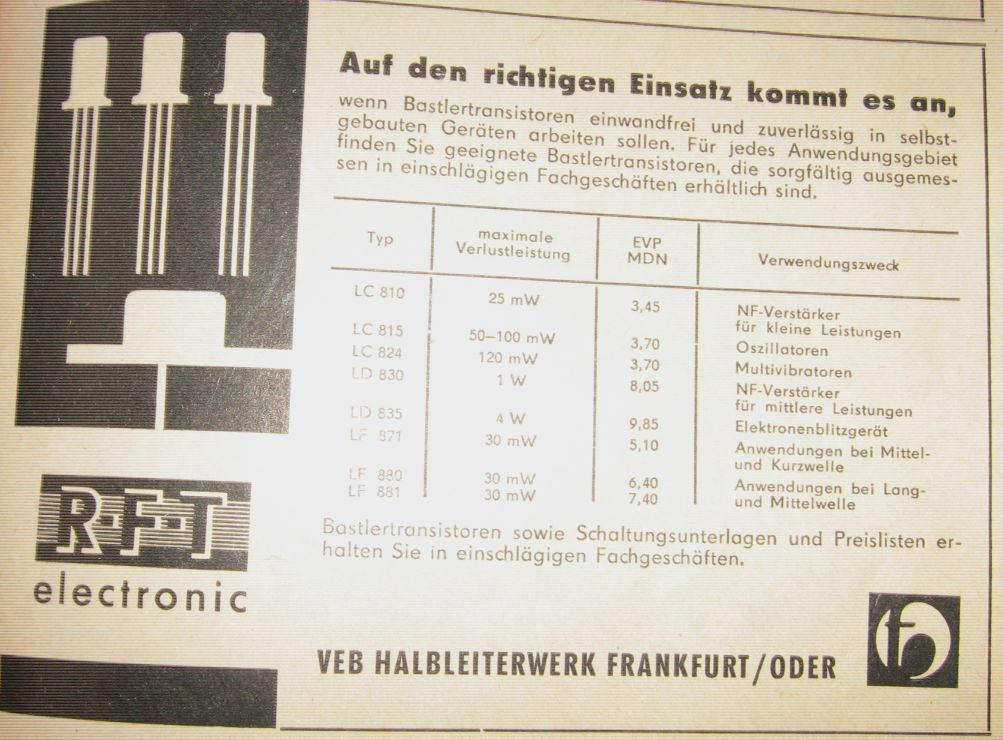 Auf den richtigen Einsatz kommt es an,
wenn Bastlertransistoren einwandfrei und zuverlässig in selbst-
gebauten Geräten arbeiten sollen. Für jedes Anwendungsgebiet
finden Sie geeignete Bastlertransistoren, die sorgfältig ausgemes-
sen in einschlägigen Fachgeschäften erhältlich sind.
Typ maximale Verlustleistung EVP MDN Verwendungszweck
LC 810 25 mW 3,45 NF-Verstärker
für kleine Leistungen
LC 815 50–100 mW 3,70 Oszillatoren
LC 824 120 mW 3,70 Multivibratoren
LD 830 1 W 8,05 NF-Verstärker
für mittlere Leistungen
LD 835 4 W 9,85 Elektronenblitzgerät
LF 871 30 mW 5,10 Anwendungen bei Mittel-
und Kurzwelle
LF 880 30 mW 6,40 Anwendungen bei Lang-
LF 881 30 mW 7,40 und Mittelwelle
Bastlertransistoren sowie Schaltungsunterlagen und Preislisten er-
halten Sie in einschlägigen Fachgeschäften.
R·F·T
electronic
VEB HALBLEITERWERK FRANKFURT/ODER